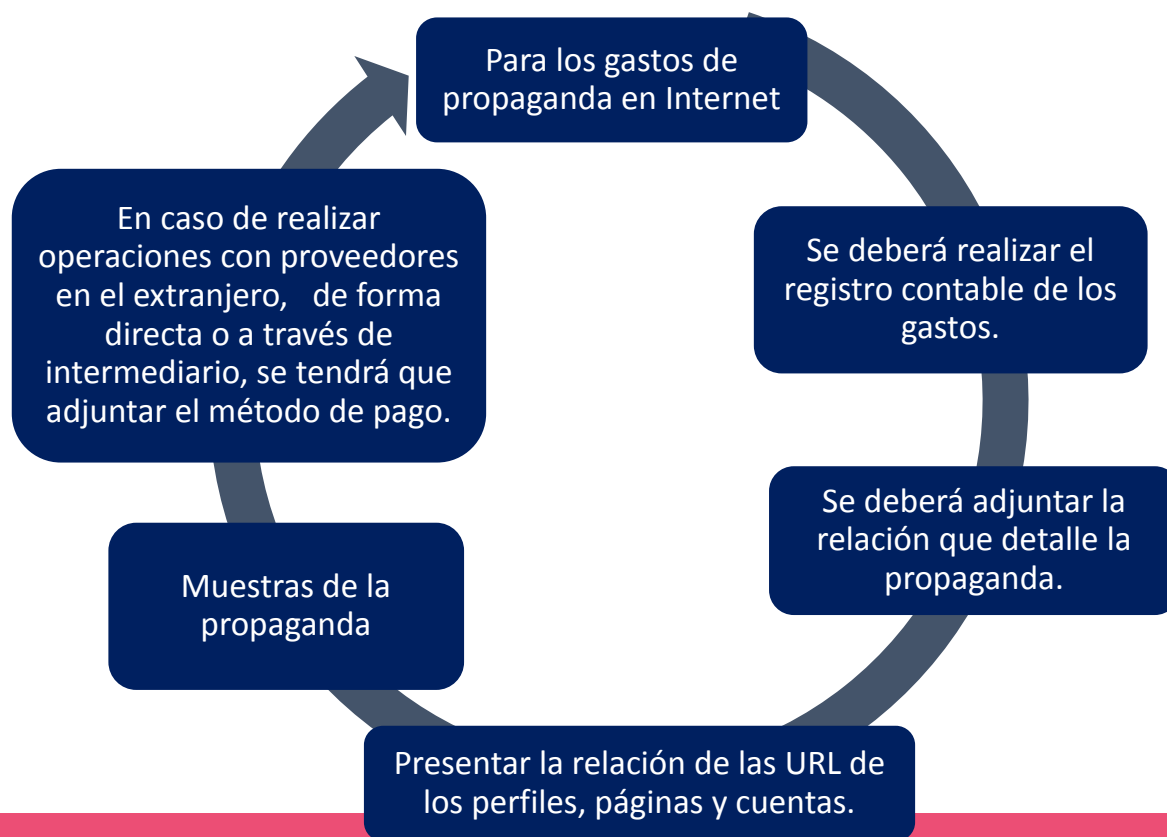 Para los gastos de
propaganda en Internet
Se deberá realizar el
registro contable de los
gastos.
Se deberá adjuntar la
relación que detalle la
propaganda.
Presentar la relación de las URL de
los perfiles, páginas y cuentas.
Muestras de la
propaganda
En caso de realizar
operaciones con proveedores
en el extranjero, de forma
directa o a través de
intermediario, se tendrá que
adjuntar el método de pago.